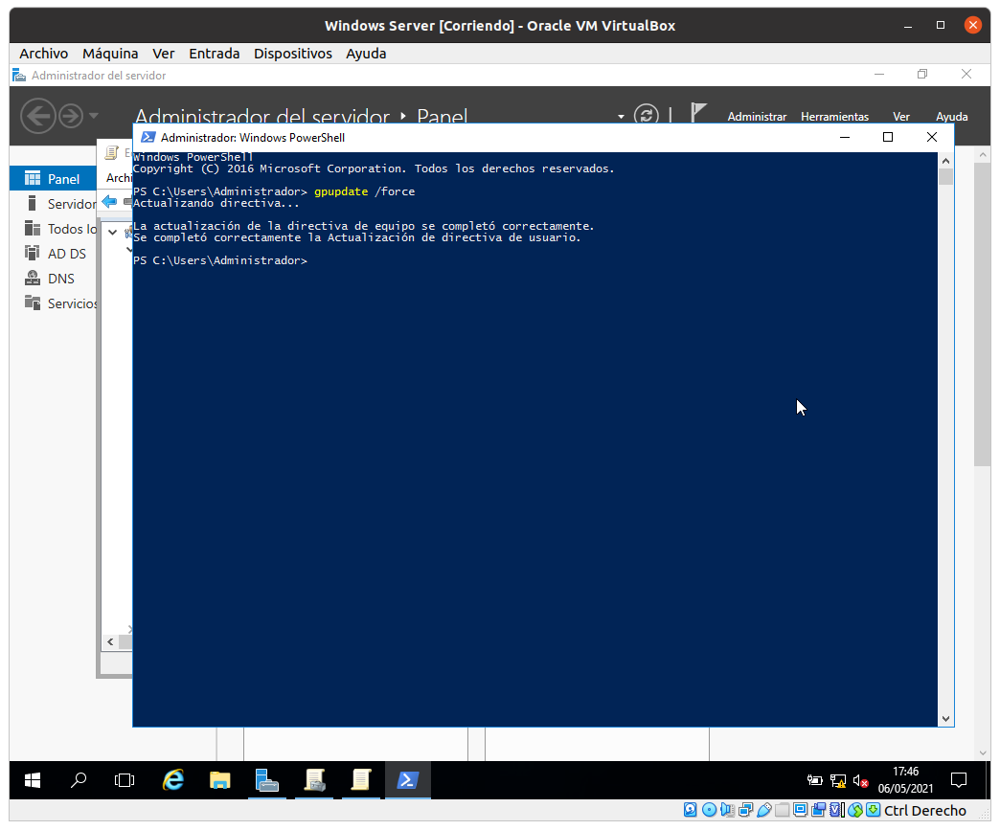 Windows Server [Corriendo] - Oracle VM VirtualBox
Archivo Máquina Ver Entrada Dispositivos Ayuda
Administrador del servidor
Administrador del servidor Panel
Administrar Herramientas Ver Ayuda
Administrador: Windows PowerShell
Windows PowerShell
Copyright (C) 2016 Microsoft Corporation. Todos los derechos reservados.
PS C:\Users\Administrador> gpupdate /force
Actualizando directiva...
La actualización de la directiva de equipo se completó correctamente.
Se completó correctamente la Actualización de directiva de usuario.
PS C:\Users\Administrador>
Archi
Panel
Servidor
Todos lo
AD DS
DNS
Servicios
17:46
06/05/2021
Ctrl Derecho